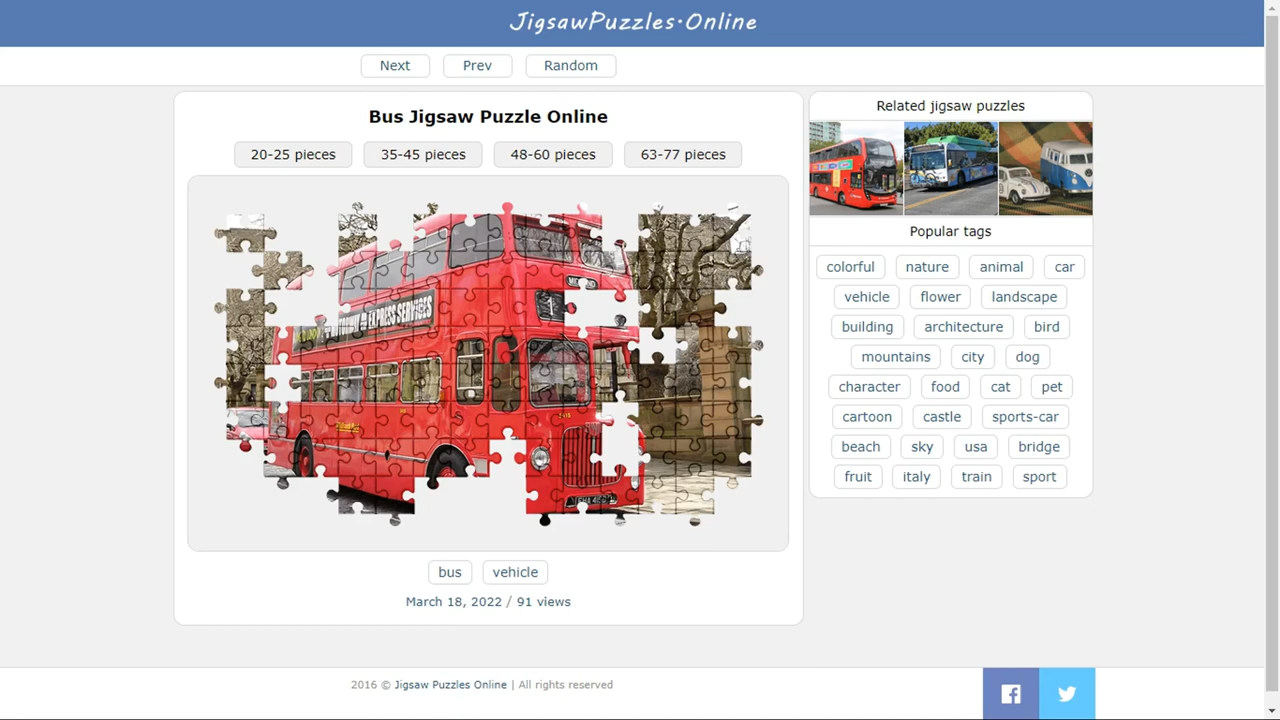 JigsawPuzzles·Online
Next Prev Random
Bus Jigsaw Puzzle Online
20-25 pieces 35-45 pieces 48-60 pieces 63-77 pieces
EXPRESS SERVICES
1
bus vehicle
March 18, 2022 / 91 views
Related jigsaw puzzles
Popular tags
colorful nature animal car
vehicle flower landscape
building architecture bird
mountains city dog
character food cat pet
cartoon castle sports-car
beach sky usa bridge
fruit italy train sport
2016 © Jigsaw Puzzles Online | All rights reserved